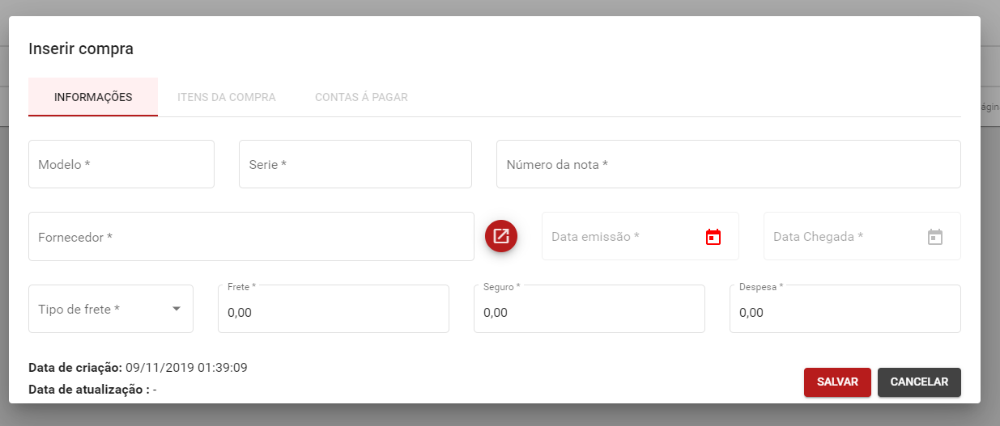 Inserir compra
INFORMAÇÕES ITENS DA COMPRA CONTAS Á PAGAR
ágin
Modelo * Serie * Número da nota *
Fornecedor * Data emissão * Data Chegada *
Frete * Seguro * Despesa *
Tipo de frete * 0,00 0,00 0,00
Data de criação: 09/11/2019 01:39:09
SALVAR CANCELAR
Data de atualização : -